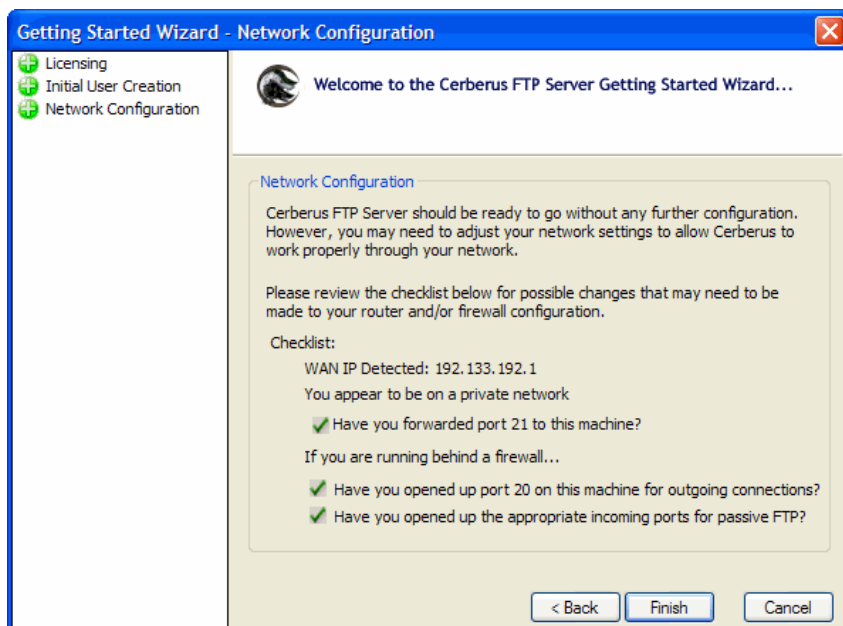 Getting Started Wizard - Network Configuration
Licensing
Initial User Creation
Network Configuration
Welcome to the Cerberus FTP Server Getting Started Wizard...
Network Configuration
Cerberus FTP Server should be ready to go without any further configuration.
However, you may need to adjust your network settings to allow Cerberus to
work properly through your network.
Please review the checklist below for possible changes that may need to be
made to your router and/or firewall configuration.
Checklist:
WAN IP Detected: 192.133.192.1
You appear to be on a private network
Have you forwarded port 21 to this machine?
If you are running behind a firewall...
Have you opened up port 20 on this machine for outgoing connections?
Have you opened up the appropriate incoming ports for passive FTP?
< Back Finish Cancel